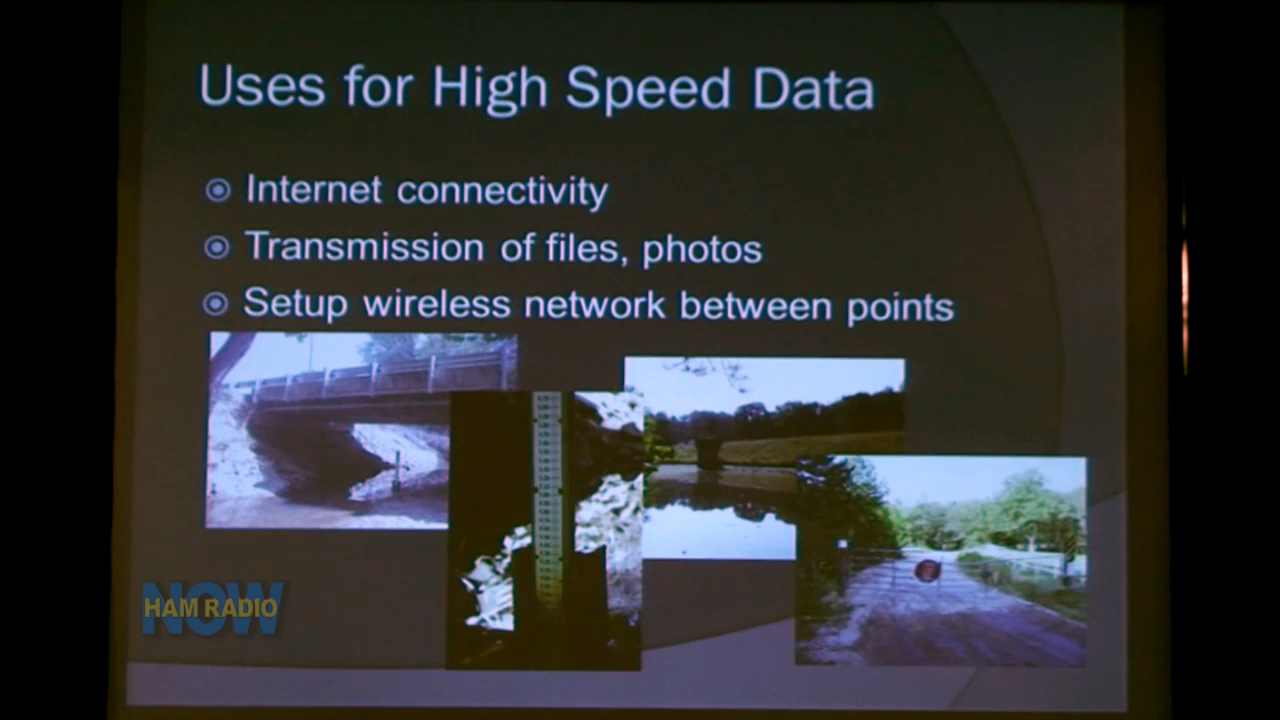 Uses for High Speed Data
Internet connectivity
Transmission of files, photos
Setup wireless network between points
HAM RADIO
NOW